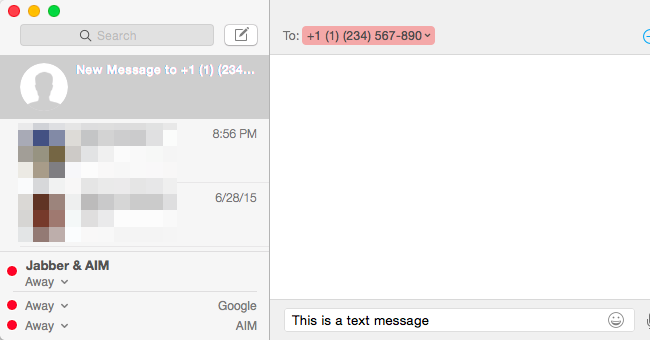 Search
New Message to +1 (1) (234...
8:56 PM
6/28/15
Jabber & AIM
Away
Away Google
Away AIM
To: +1 (1) (234) 567-890
This is a text message